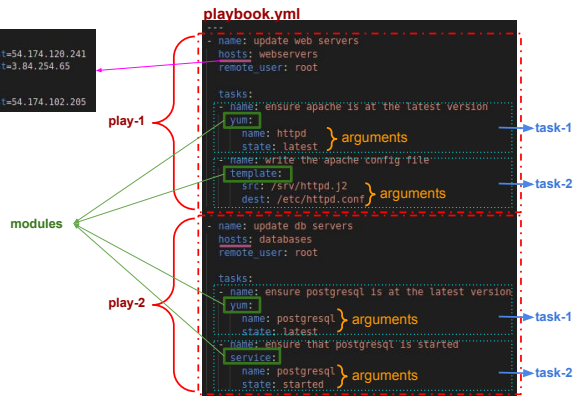 playbook.yml
---
t=54.174.120.241
t=3.84.254.65
t=54.174.102.205
- name: update web servers
hosts: webservers
remote_user: root
tasks:
- name: ensure apache is at the latest version
yum:
name: httpd
state: latest
arguments
- name: write the apache config file
template:
src: /srv/httpd.j2
dest: /etc/httpd.conf
arguments
play-1
task-1
task-2
modules
- name: update db servers
hosts: databases
remote_user: root
tasks:
- name: ensure postgresql is at the latest version
yum:
name: postgresql
state: latest
arguments
- name: ensure that postgresql is started
service:
name: postgresql
state: started
arguments
play-2
task-1
task-2